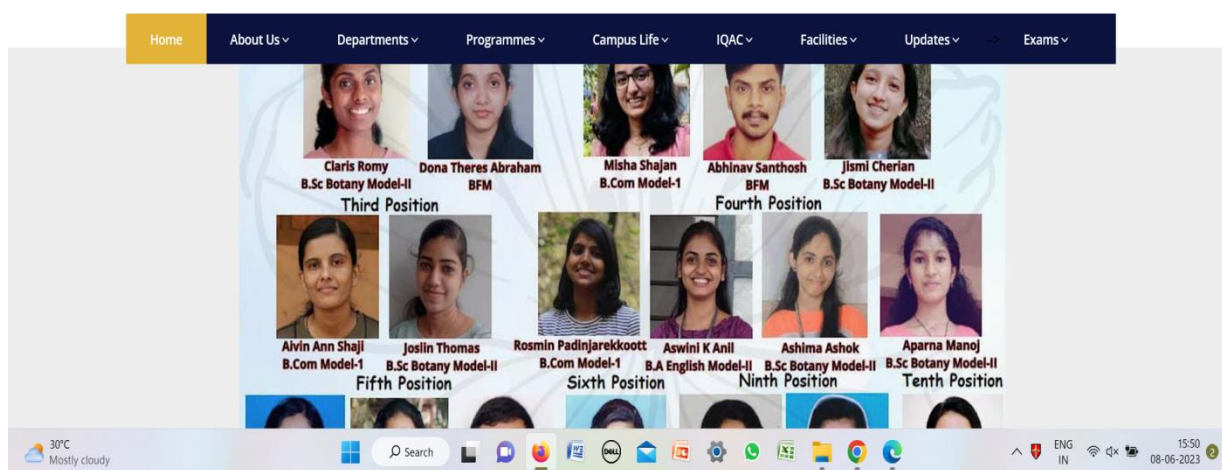 Home About Us Departments Programmes Campus Life IQAC Facilities Updates --> Exams
Claris Romy Dona Theres Abraham Misha Shajan Abhinav Santhosh Jismi Cherian
B.Sc Botany Model-II BFM B.Com Model-1 BFM B.Sc Botany Model-II
Third Position Fourth Position
Alvin Ann Shaji Joslin Thomas Rosmin Padinjarekkoott Aswini K Anil Ashima Ashok Aparna Manoj
B.Com Model-1 B.Sc Botany Model-II B.Com Model-1 B.A English Model-II B.Sc Botany Model-II B.Sc Botany Model-II
Fifth Position Sixth Position Ninth Position Tenth Position
30°C
Mostly cloudy
Search
DELL
ENG
IN
15:50
08-06-2023
2